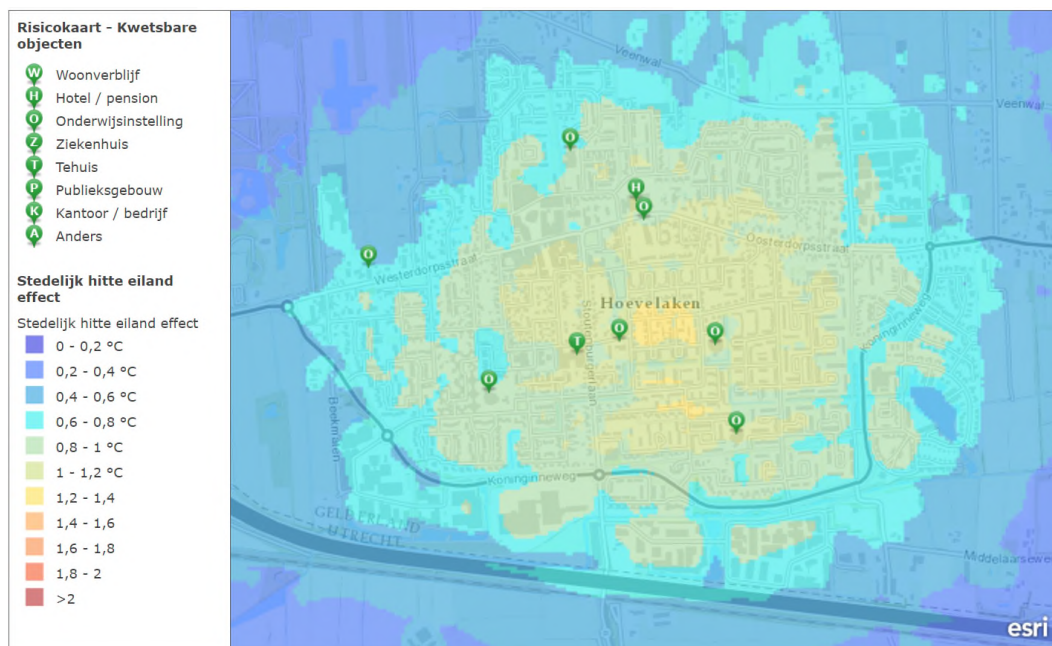 Risicokaart - Kwetsbare
objecten
W Woonverblijf
H Hotel / pension
O Onderwijsinstelling
Z Ziekenhuis
T Tehuis
P Publieksgebouw
K Kantoor / bedrijf
A Anders
Stedelijk hitte eiland
effect
Stedelijk hitte eiland effect
0 - 0,2 °C
0,2 - 0,4 °C
0,4 - 0,6 °C
0,6 - 0,8 °C
0,8 - 1 °C
1 - 1,2 °C
1,2 - 1,4
1,4 - 1,6
1,6 - 1,8
1,8 - 2
>2
Veenwal
Veenwal
O
H
O
Oosterdorpsstraat
O
Westerdorpsstraat
Koninginneweg
Hoevelaken
Stoutenburgerlaan
O
O
T
O
Beekmalen
O
Koninginneweg
GELDERLAND
UTRECHT
Middelaarseweg
esri